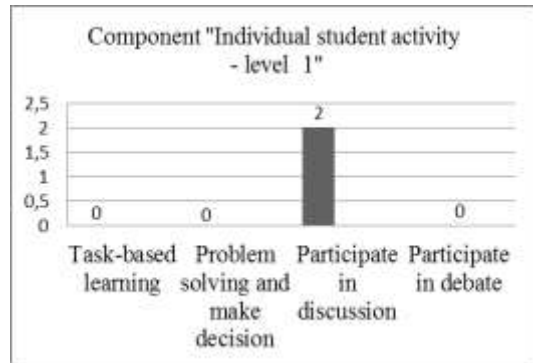 Component "Individual student activity
- level 1"
2,5
2
1,5
1
0,5
0
2
0
0
0
Task-based
learning
Problem
solving and
make
decision
Participate
in
discussion
Participate
in debate